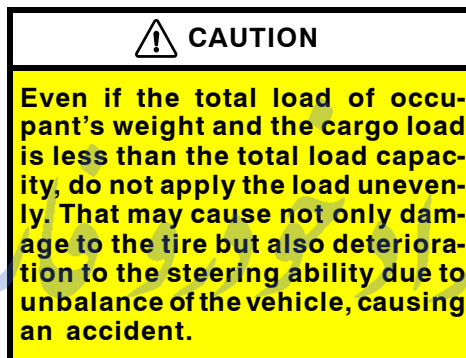 CAUTION
Even if the total load of occu-
pant's weight and the cargo load
is less than the total load capac-
ity, do not apply the load uneven-
ly. That may cause not only dam-
age to the tire but also deteriora-
tion to the steering ability due to
unbalance of the vehicle, causing
an accident.